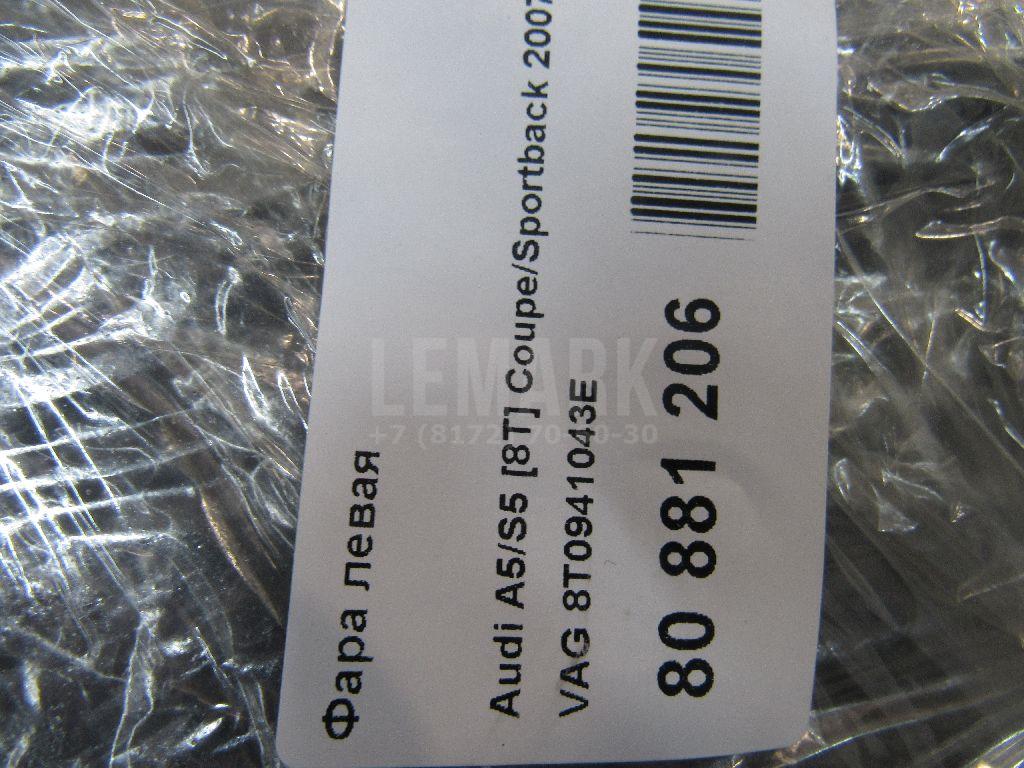 Фара левая
Audi A5/S5 [8T] Coupe/Sportback 2007
VAG 8T0941043E
80 881 206
LEMARK